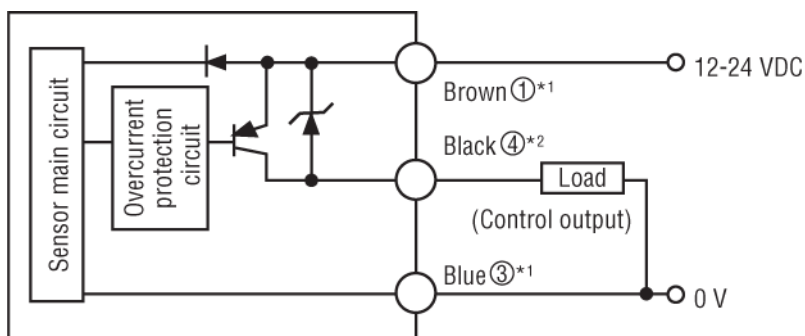 Sensor main circuit
Overcurrent
protection
circuit
Brown ①*1
12-24 VDC
Black ④*2
Load
(Control output)
Blue ③*1
0 V